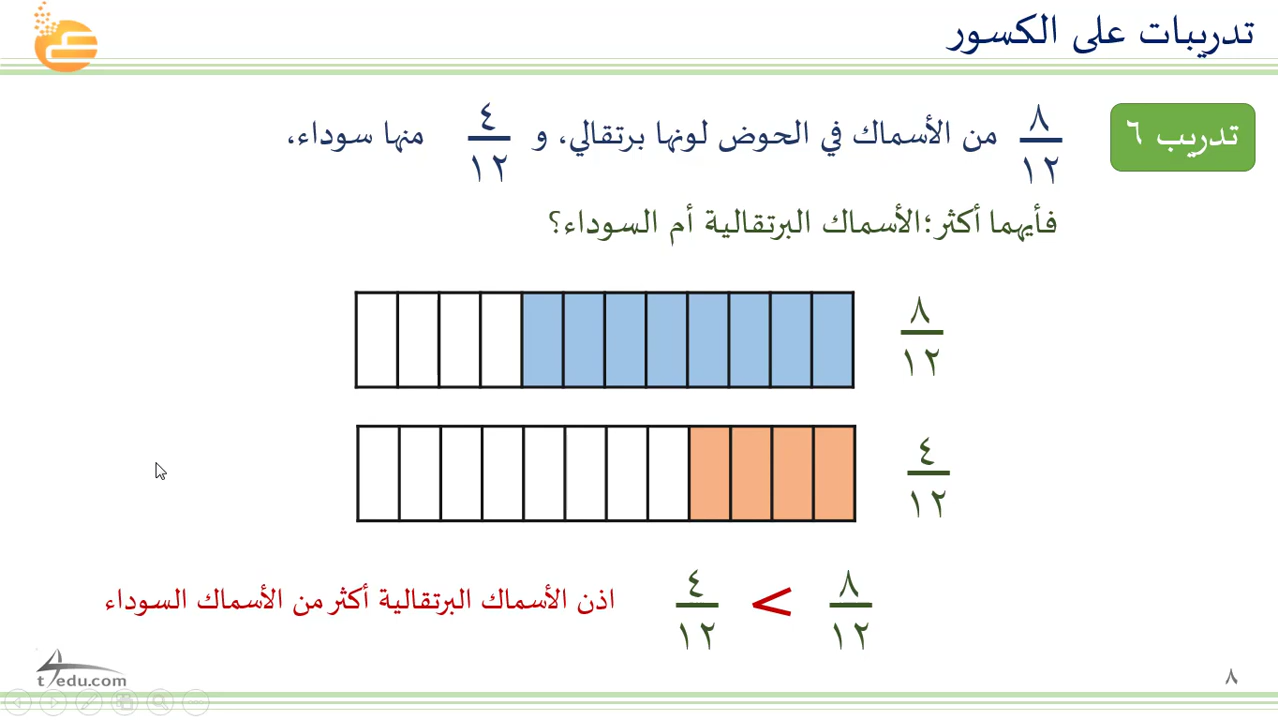 تدريبات على الكسور
تدريب ٦
٨/١٢ من الأسماك في الحوض لونها برتقالي، و ٤/١٢ منها سوداء،
فأيهما أكثر؛الأسماك البرتقالية أم السوداء؟
٨/١٢
٤/١٢
٨/١٢ < ٤/١٢ اذن الأسماك البرتقالية أكثر من الأسماك السوداء
t4edu.com
٨